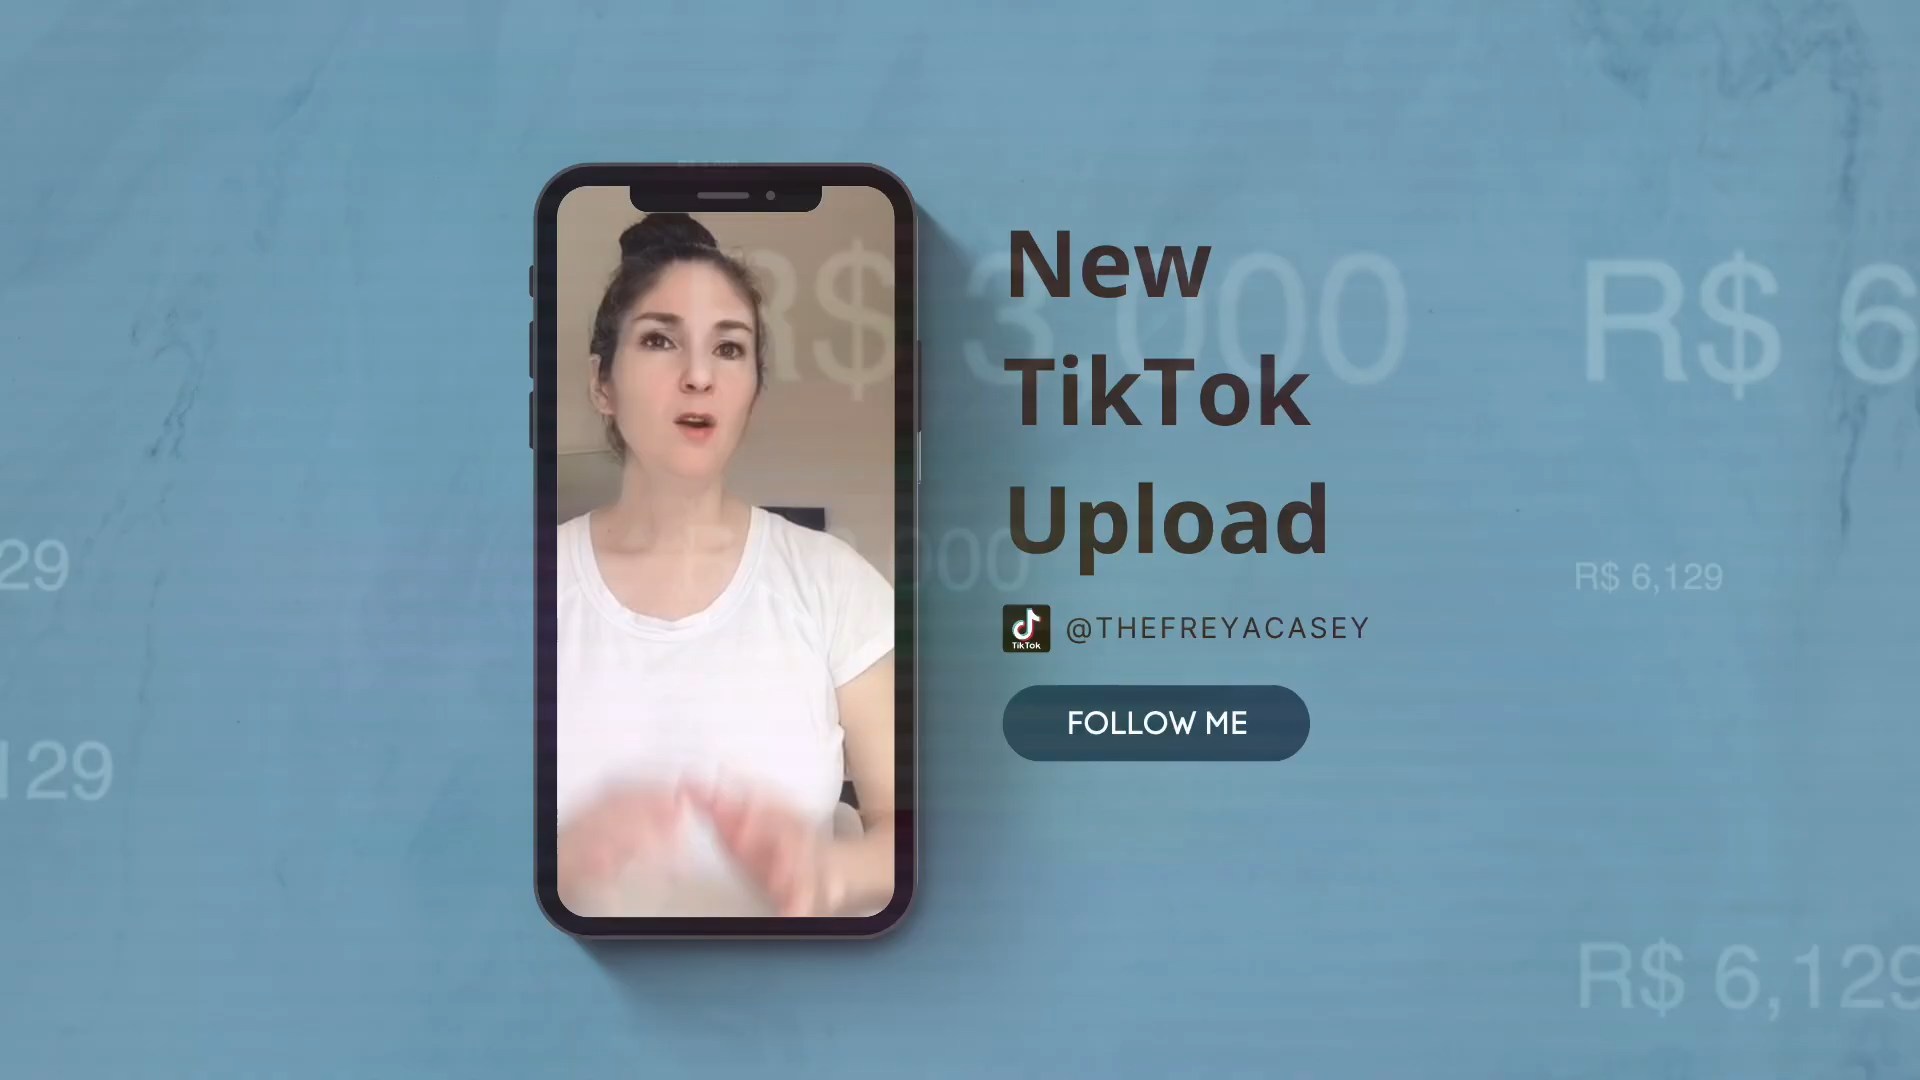 New
TikTok
Upload
TikTok
@THEFREYACASEY
FOLLOW ME
R$ 3,000
R$ 6
29
R$ 6,129
129
R$ 6,129